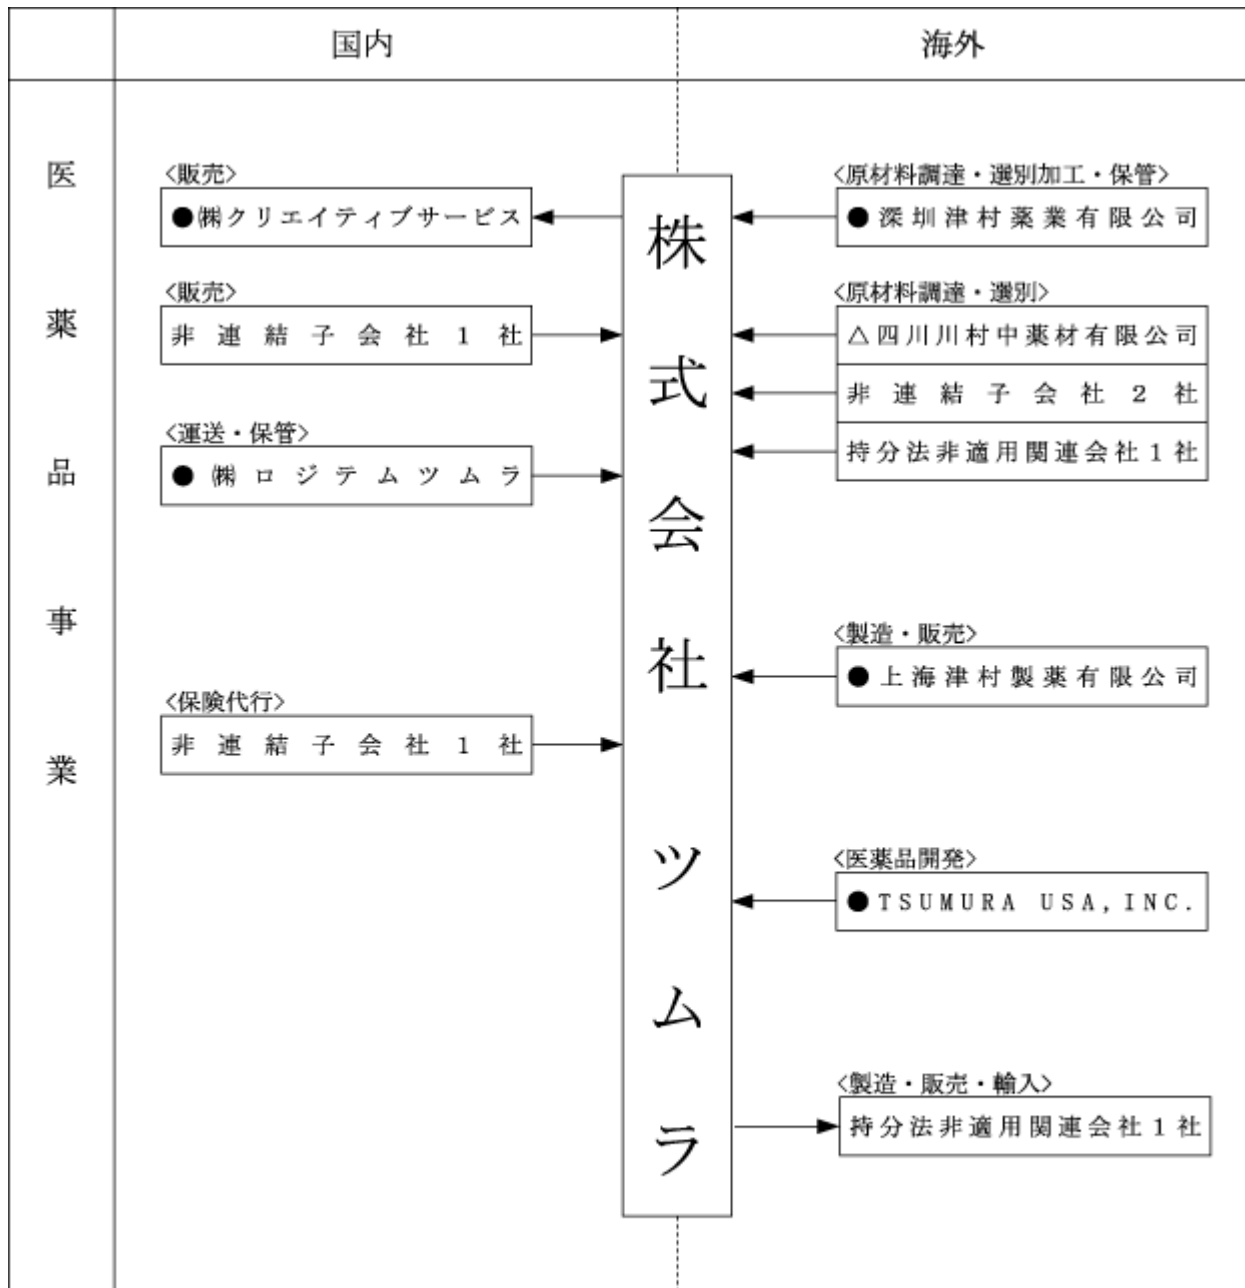 国内
海外
医薬品事業
<販売>
●㈱クリエイティブサービス
<販売>
非連結子会社1社
<運送・保管>
●㈱ロジテムツムラ
<保険代行>
非連結子会社1社
株式会社ツムラ
<原材料調達・選別加工・保管>
●深圳津村薬業有限公司
<原材料調達・選別>
△四川川村中薬材有限公司
非連結子会社2社
持分法非適用関連会社1社
<製造・販売>
●上海津村製薬有限公司
<医薬品開発>
●TSUMURA USA,INC.
<製造・販売・輸入>
持分法非適用関連会社1社